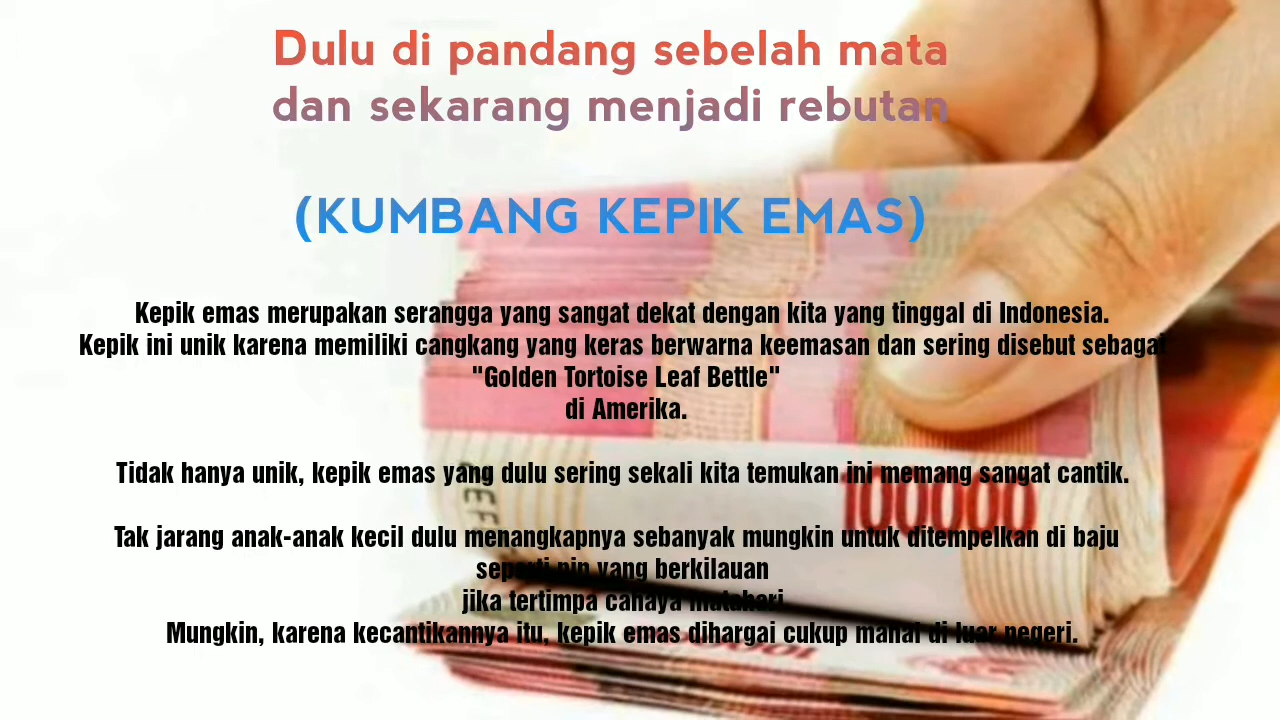 Dulu di pandang sebelah mata
dan sekarang menjadi rebutan
(KUMBANG KEPIK EMAS)
Kepik emas merupakan serangga yang sangat dekat dengan kita yang tinggal di Indonesia.
Kepik ini unik karena memiliki cangkang yang keras berwarna keemasan dan sering disebut sebagai
"Golden Tortoise Leaf Bettle"
di Amerika.
Tidak hanya unik, kepik emas yang dulu sering sekali kita temukan ini memang sangat cantik.
100000
Tak jarang anak-anak kecil dulu menangkapnya sebanyak mungkin untuk ditempelkan di baju
seperti pin yang berkilauan
jika tertimpa cahaya matahari
Mungkin, karena kecantikannya itu, kepik emas dihargai cukup mahal di luar negeri.